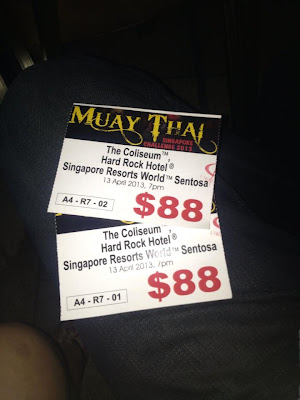 MUAY THAI
SINGAPORE
CHALLENGE 2013
The Coliseum™,
Hard Rock Hotel®
Singapore Resorts World™ Sentosa
13 April 2013, 7pm
A4 - R7 - 02
$88
The Coliseum™,
Hard Rock Hotel®
Singapore Resorts World™ Sentosa
13 April 2013, 7pm
A4 - R7 - 01
$88